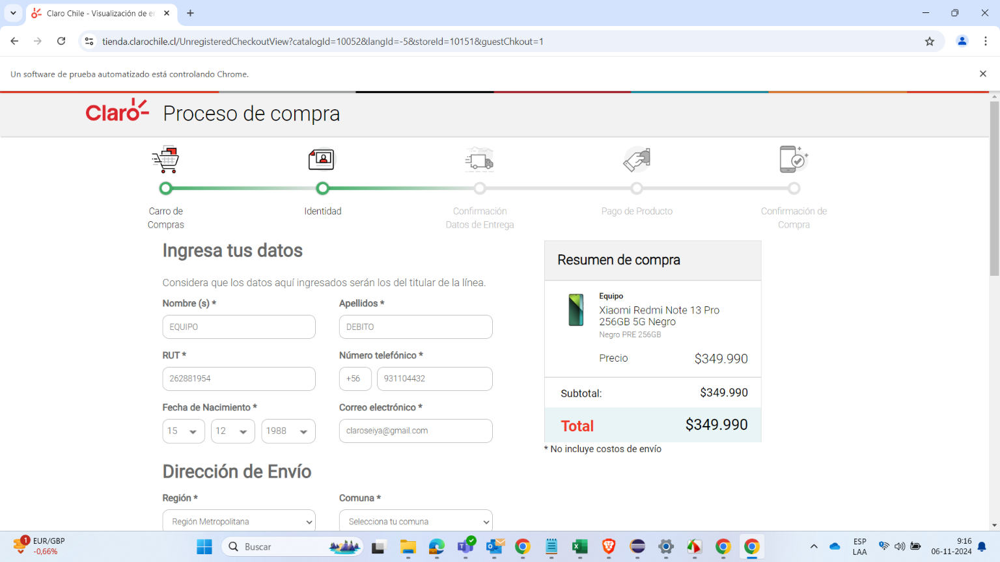 Claro Chile - Visualización de e
tienda.clarochile.cl/UnregisteredCheckoutView?catalogId=10052&langId=-5&storeId=10151&guestChkout=1
Un software de prueba automatizado está controlando Chrome.
Claro Proceso de compra
Carro de Compras
Identidad
Confirmación Datos de Entrega
Pago de Producto
Confirmación de Compra
Ingresa tus datos
Considera que los datos aquí ingresados serán los del titular de la línea.
Nombre (s) * Apellidos *
EQUIPO DEBITO
RUT * Número telefónico *
262881954 +56 931104432
Fecha de Nacimiento * Correo electrónico *
15 12 1988 claroseiya@gmail.com
Dirección de Envío
Región * Comuna *
Región Metropolitana Selecciona tu comuna
Resumen de compra
Equipo
Xiaomi Redmi Note 13 Pro
256GB 5G Negro
Negro PRE 256GB
Precio $349.990
Subtotal: $349.990
Total $349.990
* No incluye costos de envío
1 EUR/GBP
-0,66%
Buscar
ESP
LAA
9:16
06-11-2024